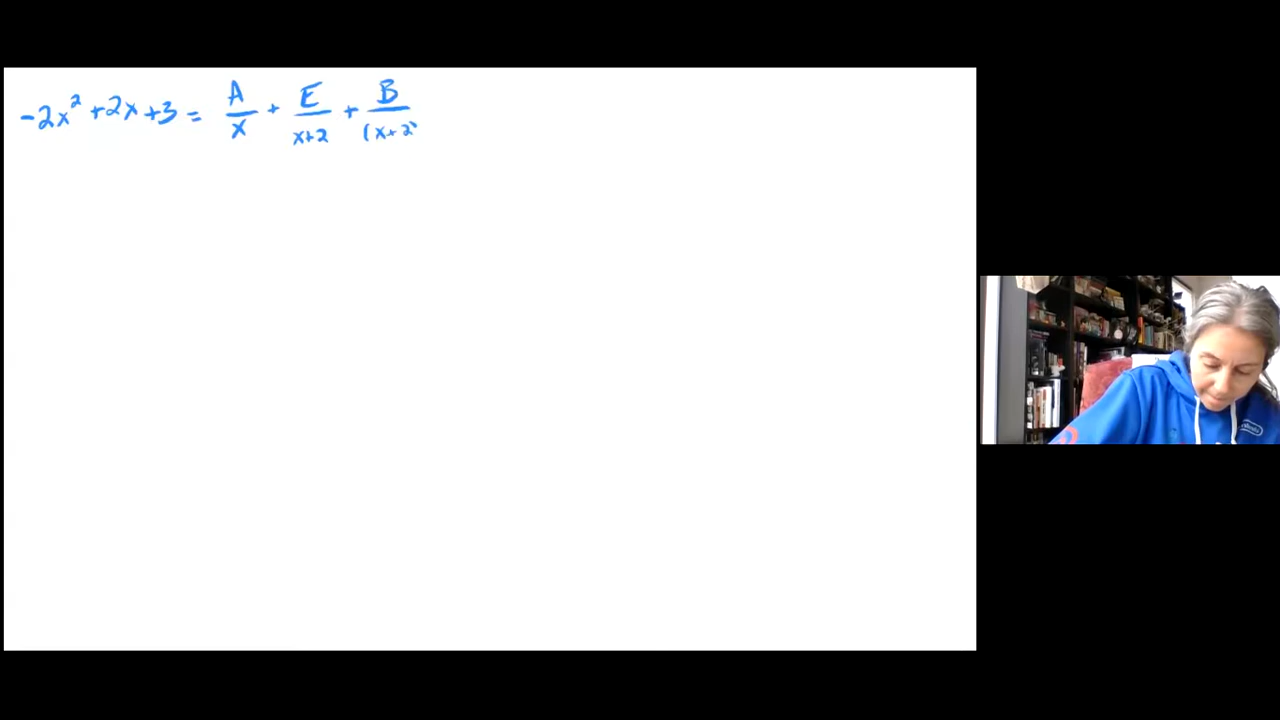 -2x² + 2x + 3 = A/x + E/(x+2) + B/(x+2)